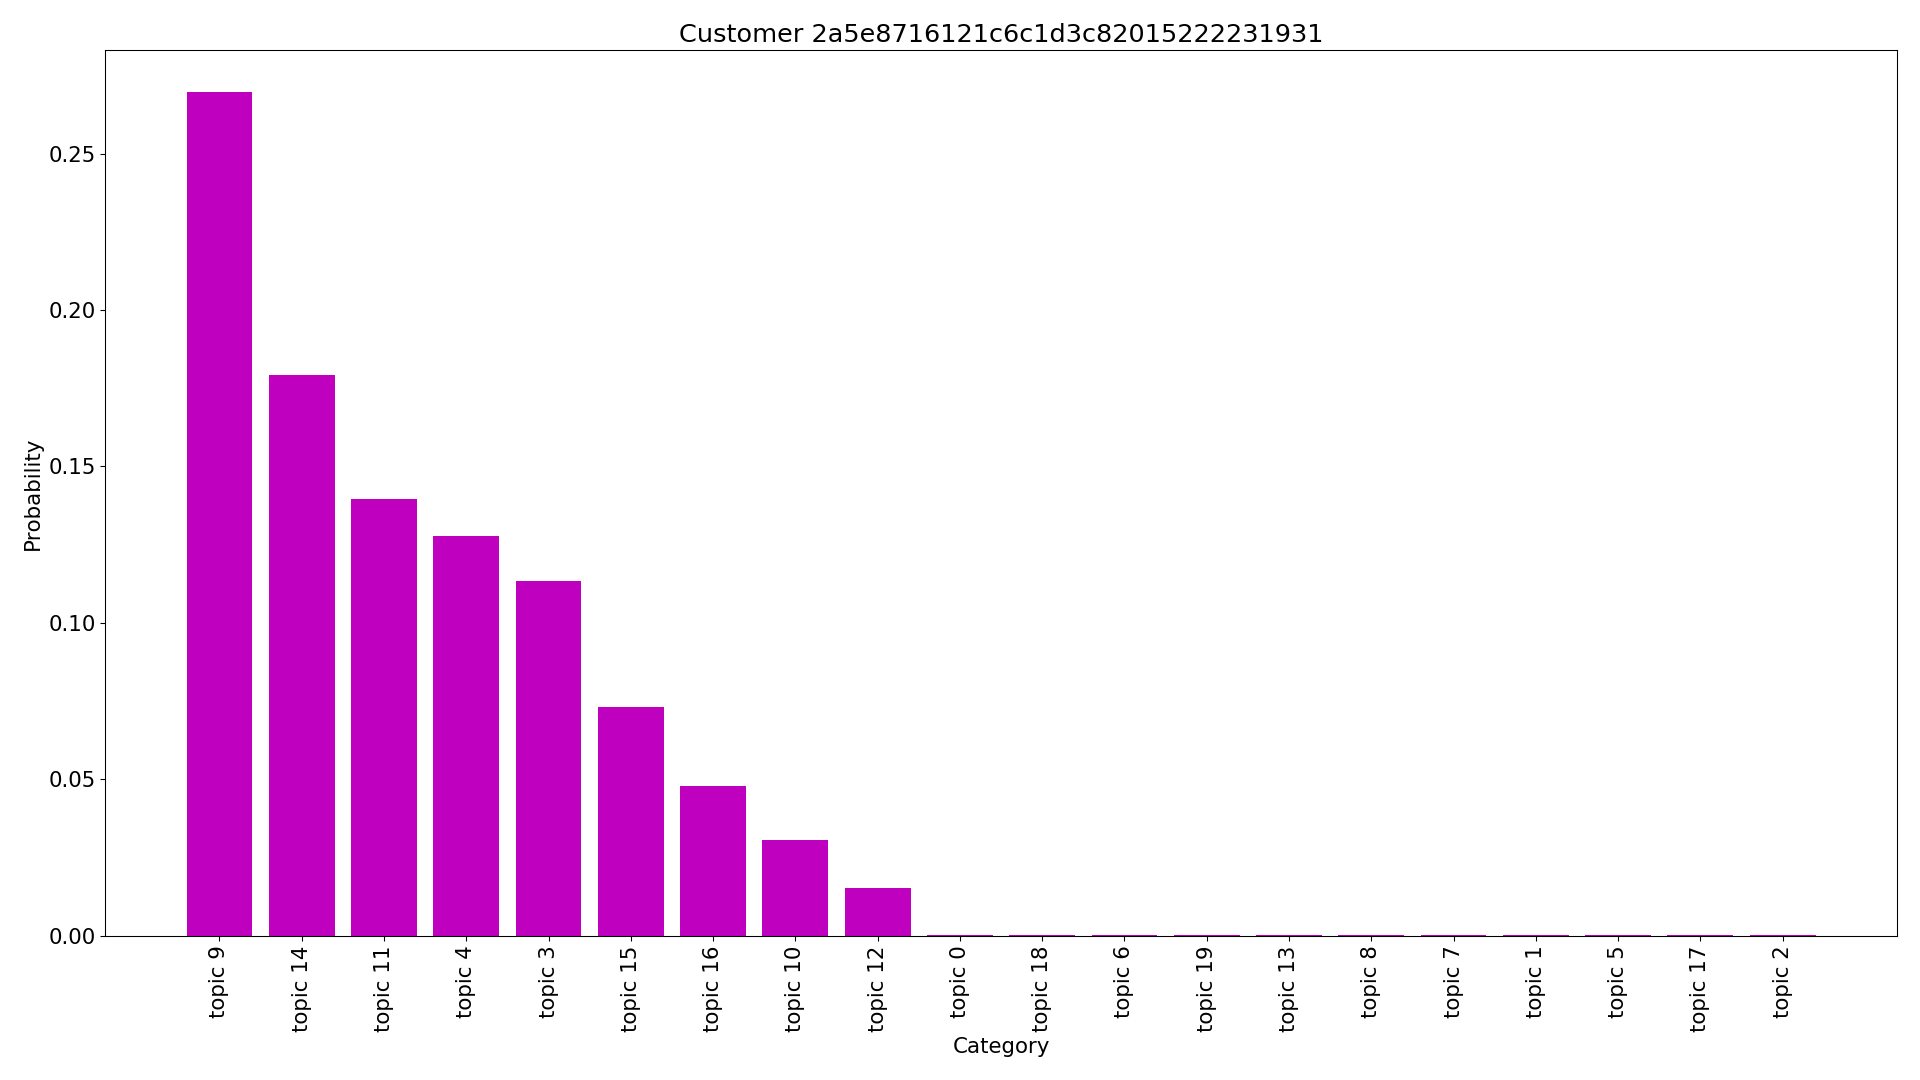 Customer 2a5e8716121c6c1d3c82015222231931
Probability
0.25
0.20
0.15
0.10
0.05
0.00
topic 9
topic 14
topic 11
topic 4
topic 3
topic 15
topic 16
topic 10
topic 12
topic 0
topic 18
topic 6
topic 19
topic 13
topic 8
topic 7
topic 1
topic 5
topic 17
topic 2
Category